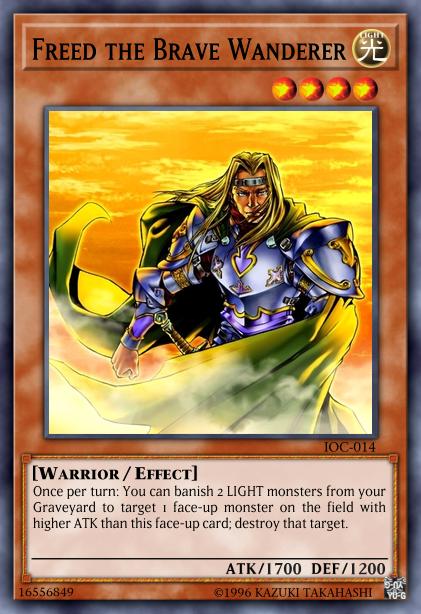 FREED THE BRAVE WANDERER
LIGHT
光
IOC-014
[WARRIOR / EFFECT]
Once per turn: You can banish 2 LIGHT monsters from your
Graveyard to target 1 face-up monster on the field with
higher ATK than this face-up card; destroy that target.
ATK/1700 DEF/1200
16556849
©1996 KAZUKI TAKAHASHI